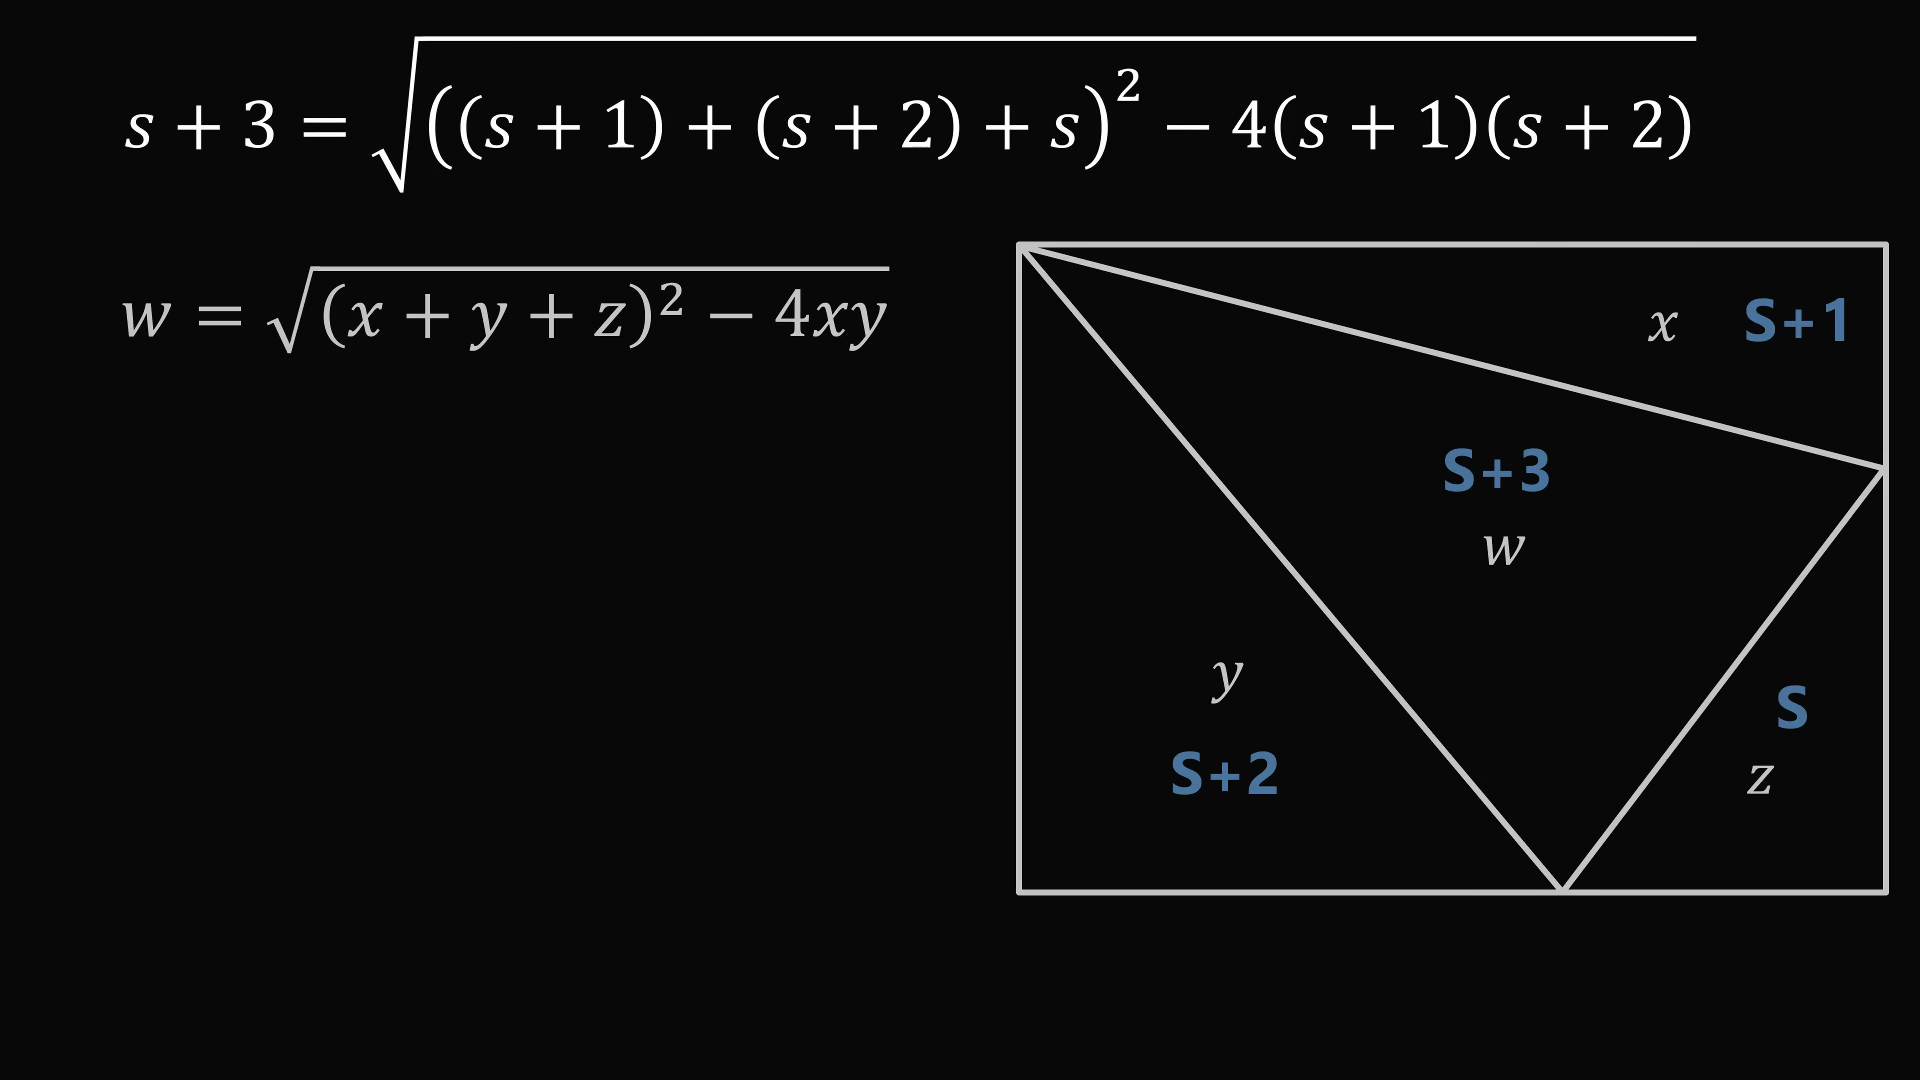 s + 3 = √((s + 1) + (s + 2) + s)² − 4(s + 1)(s + 2)
w = √(x + y + z)² − 4xy
x S+1
S+3
w
y
S+2
S
z